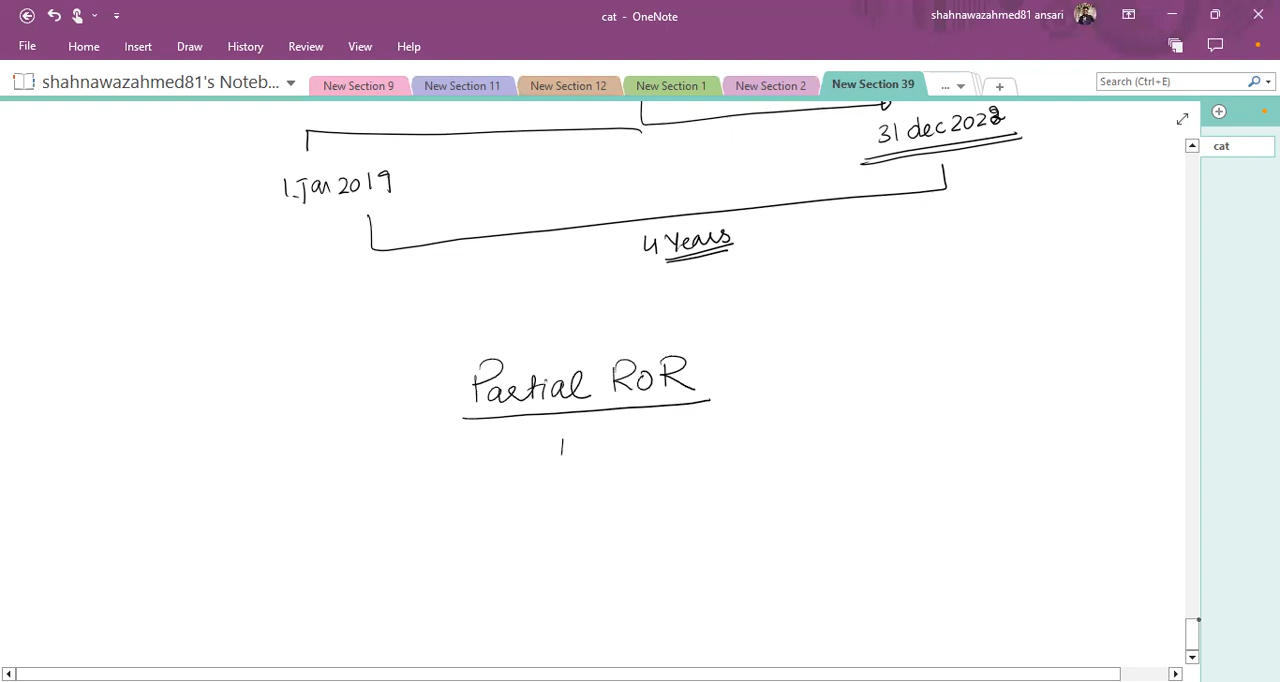 cat - OneNote
shahnawazahmed81 ansari
File Home Insert Draw History Review View Help
shahnawazahmed81's Noteb...
New Section 9 New Section 11 New Section 12 New Section 1 New Section 2 New Section 39 ...
Search (Ctrl+E)
cat
31 dec 2022
1.Jan 2019
4 Years
Partial ROR